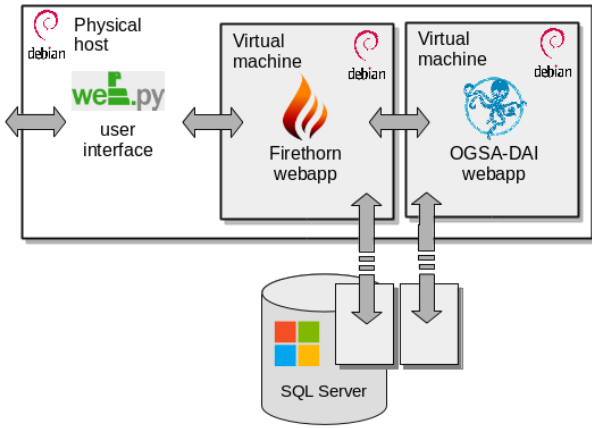 Physical
host
debian
web.py
user
interface
Virtual
machine
debian
Firethorn
webapp
Virtual
machine
debian
OGSA-DAI
webapp
SQL Server